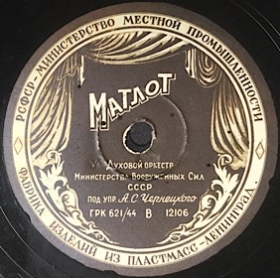 РСФСР-МИНИСТЕРСТВО МЕСТНОЙ ПРОМЫШЛЕННОСТИ
МАТЛОТ
ДУХОВОЙ ОРКЕСТР
МИНИСТЕРСТВА ВООРУЖЕННЫХ СИЛ
СССР
ПОД УПР. А.С. Чернецкого
ГРК 621/44 В 12106
ФАБРИКА ИЗДЕЛИЙ ИЗ ПЛАСТМАСС-ЛЕНИНГРАД.